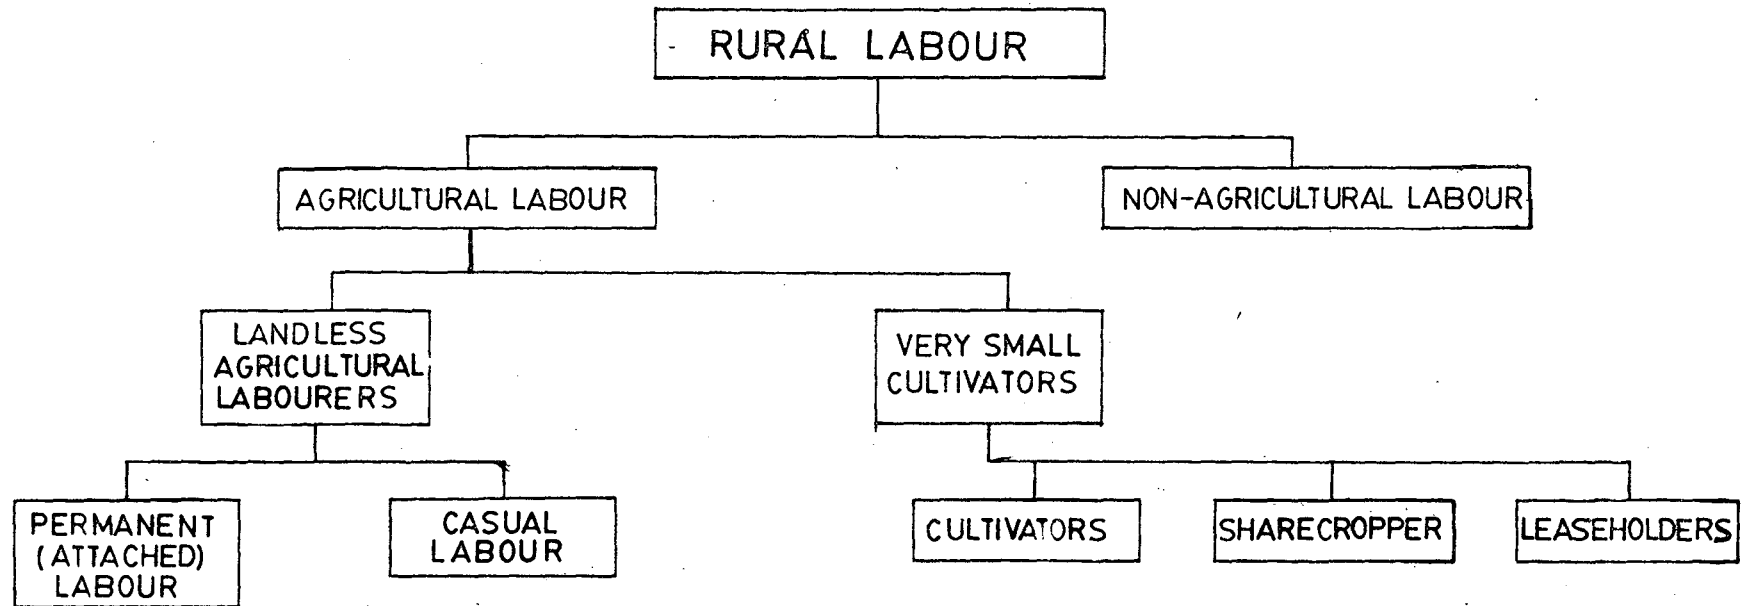 RURAL LABOUR
AGRICULTURAL LABOUR
NON-AGRICULTURAL LABOUR
LANDLESS
AGRICULTURAL
LABOURERS
VERY SMALL
CULTIVATORS
PERMANENT
(ATTACHED)
LABOUR
CASUAL
LABOUR
CULTIVATORS
SHARECROPPER
LEASEHOLDERS